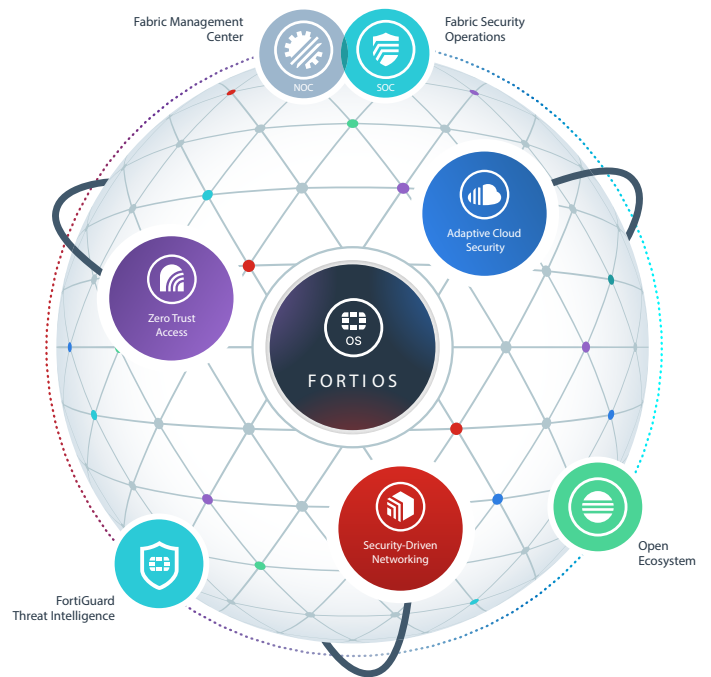 Fabric Management
Center
NOC
SOC
Fabric Security
Operations
Adaptive Cloud
Security
Zero Trust
Access
OS
FORTIOS
Security-Driven
Networking
Open
Ecosystem
FortiGuard
Threat Intelligence